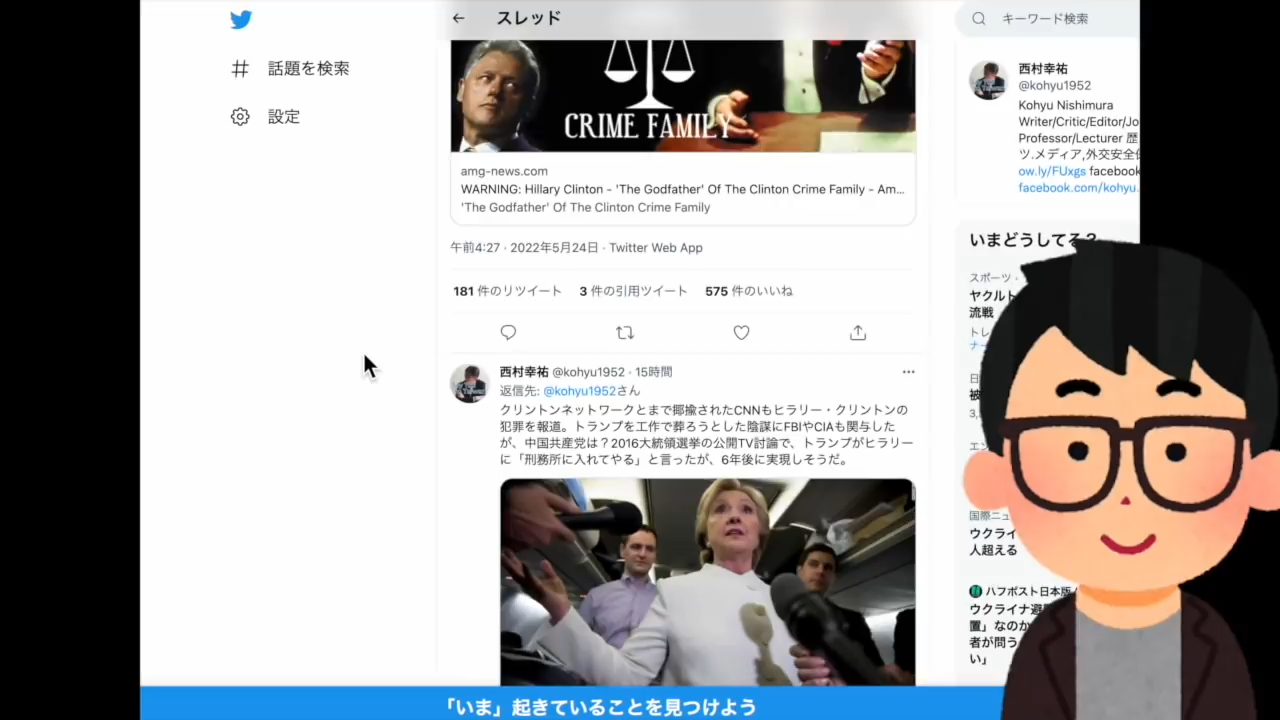 スレッド
キーワード検索
話題を検索
設定
CRIME FAMILY
amg-news.com
WARNING: Hillary Clinton - 'The Godfather' Of The Clinton Crime Family - Am...
'The Godfather' Of The Clinton Crime Family
午前4:27 · 2022年5月24日 · Twitter Web App
181 件のリツイート 3 件の引用ツイート 575 件のいいね
西村幸祐 @kohyu1952 · 15時間
返信先: @kohyu1952さん
クリントンネットワークとまで揶揄されたCNNもヒラリー・クリントンの
犯罪を報道。トランプを工作で葬ろうとした陰謀にFBIやCIAも関与した
が、中国共産党は？2016大統領選挙の公開TV討論で、トランプがヒラリー
に「刑務所に入れてやる」と言ったが、6年後に実現しそうだ。
西村幸祐
@kohyu1952
Kohyu Nishimura
Writer/Critic/Editor/Jo
Professor/Lecturer 歴
ツ.メディア,外交安全保
ow.ly/FUxgs facebook
facebook.com/kohyu.
いまどうしてる？
スポーツ ·
ヤクルト
流戦
トレ
ナー
日
被
3,
エン
国際ニュ
ウクライ
人超える
ハフポスト日本版
ウクライナ避
置」なのか
者が問う
い」
「いま」起きていることを見つけよう